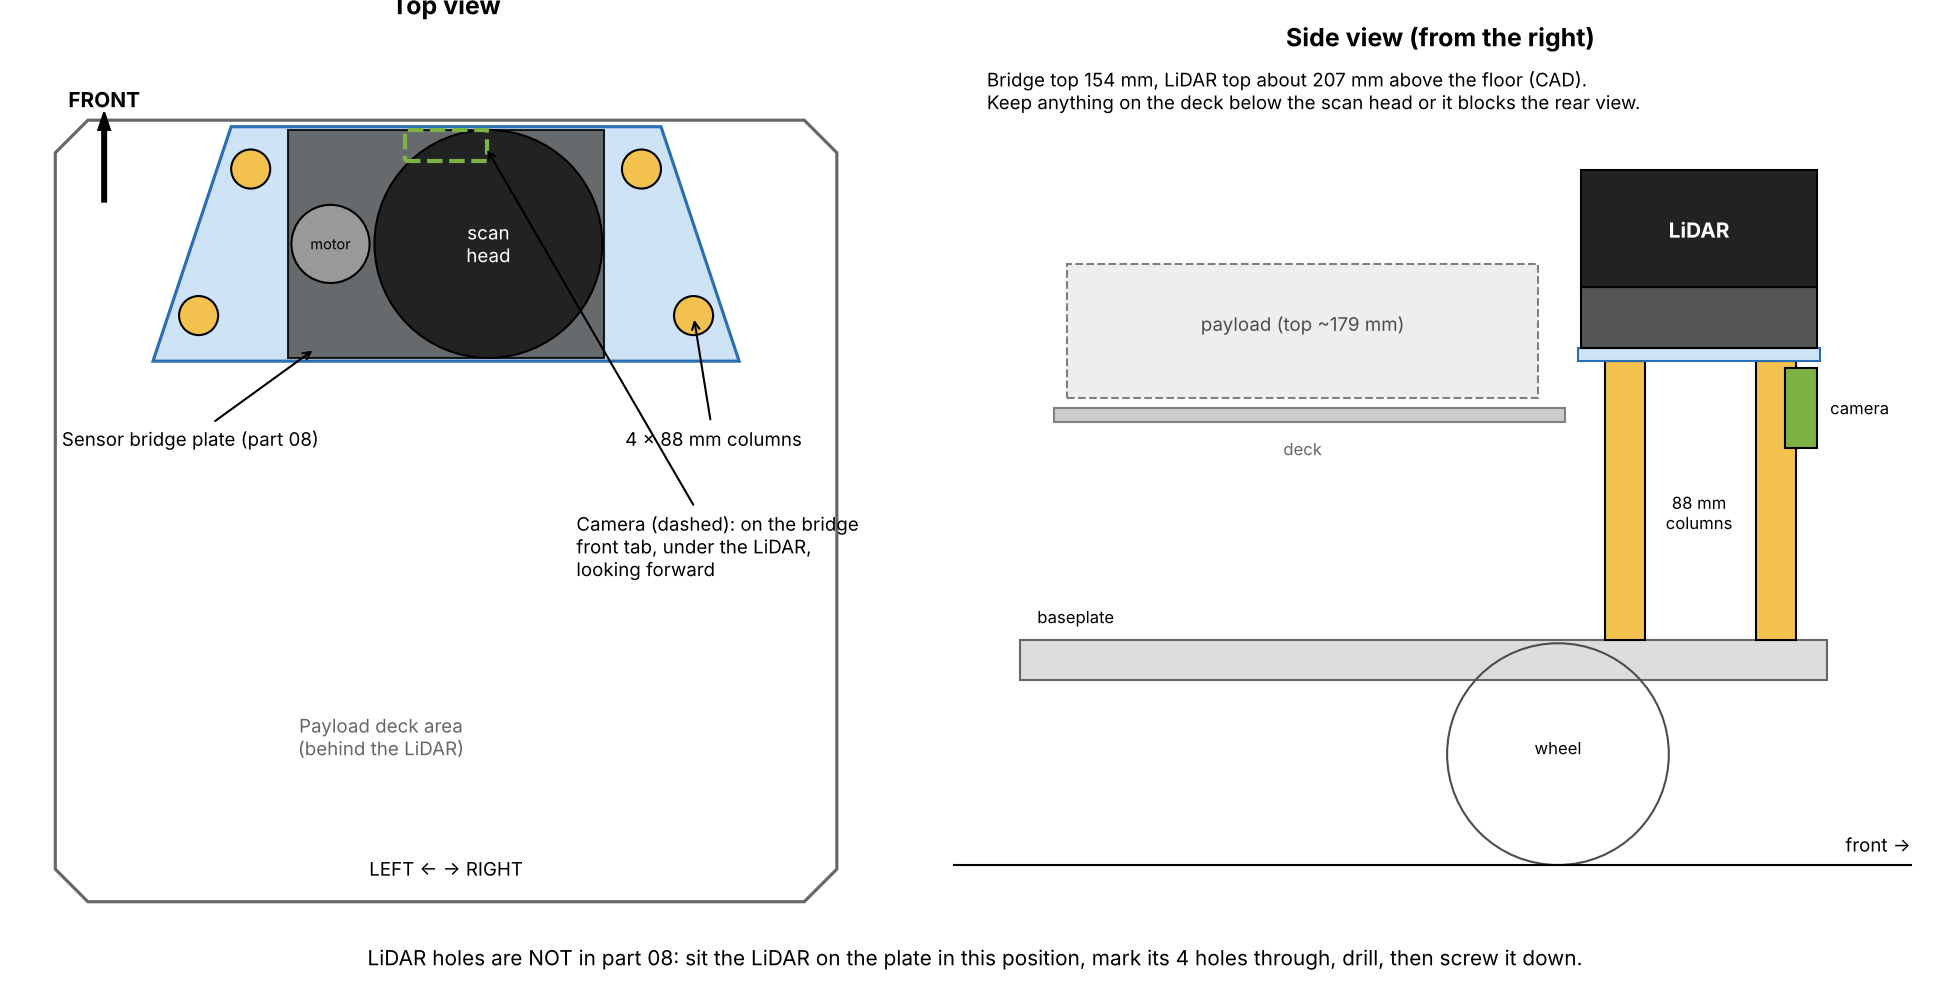 Top view
FRONT
motor
scan
head
Sensor bridge plate (part 08)
4 × 88 mm columns
Camera (dashed): on the bridge
front tab, under the LiDAR,
looking forward
Payload deck area
(behind the LiDAR)
LEFT ← → RIGHT
Side view (from the right)
Bridge top 154 mm, LiDAR top about 207 mm above the floor (CAD).
Keep anything on the deck below the scan head or it blocks the rear view.
LiDAR
payload (top ~179 mm)
camera
deck
88 mm
columns
baseplate
wheel
front →
LiDAR holes are NOT in part 08: sit the LiDAR on the plate in this position, mark its 4 holes through, drill, then screw it down.